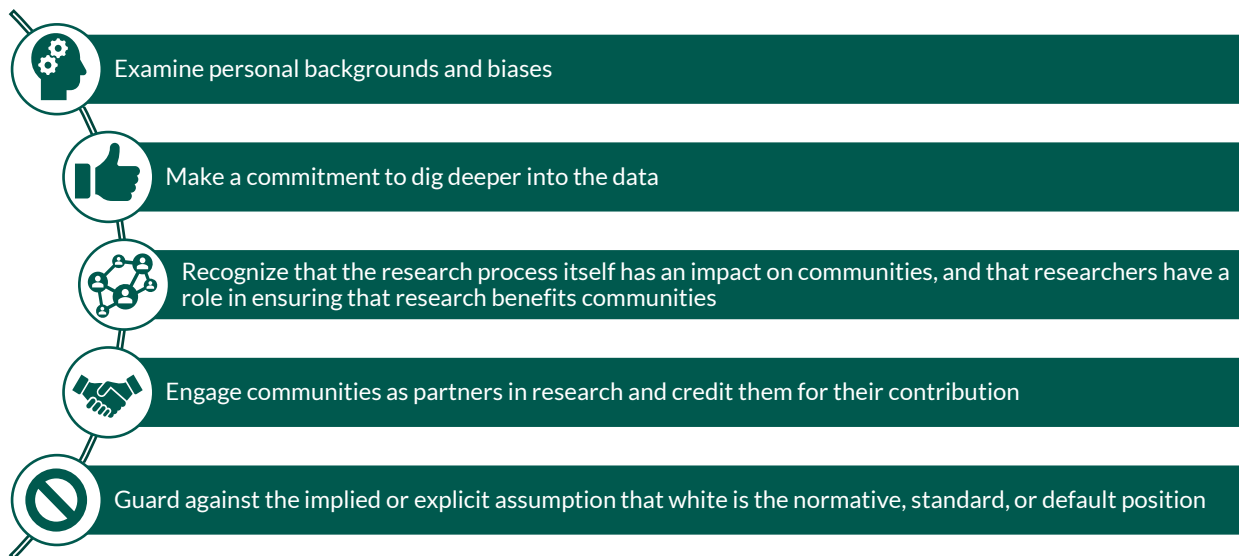 Examine personal backgrounds and biases
Make a commitment to dig deeper into the data
Recognize that the research process itself has an impact on communities, and that researchers have a
role in ensuring that research benefits communities
Engage communities as partners in research and credit them for their contribution
Guard against the implied or explicit assumption that white is the normative, standard, or default position